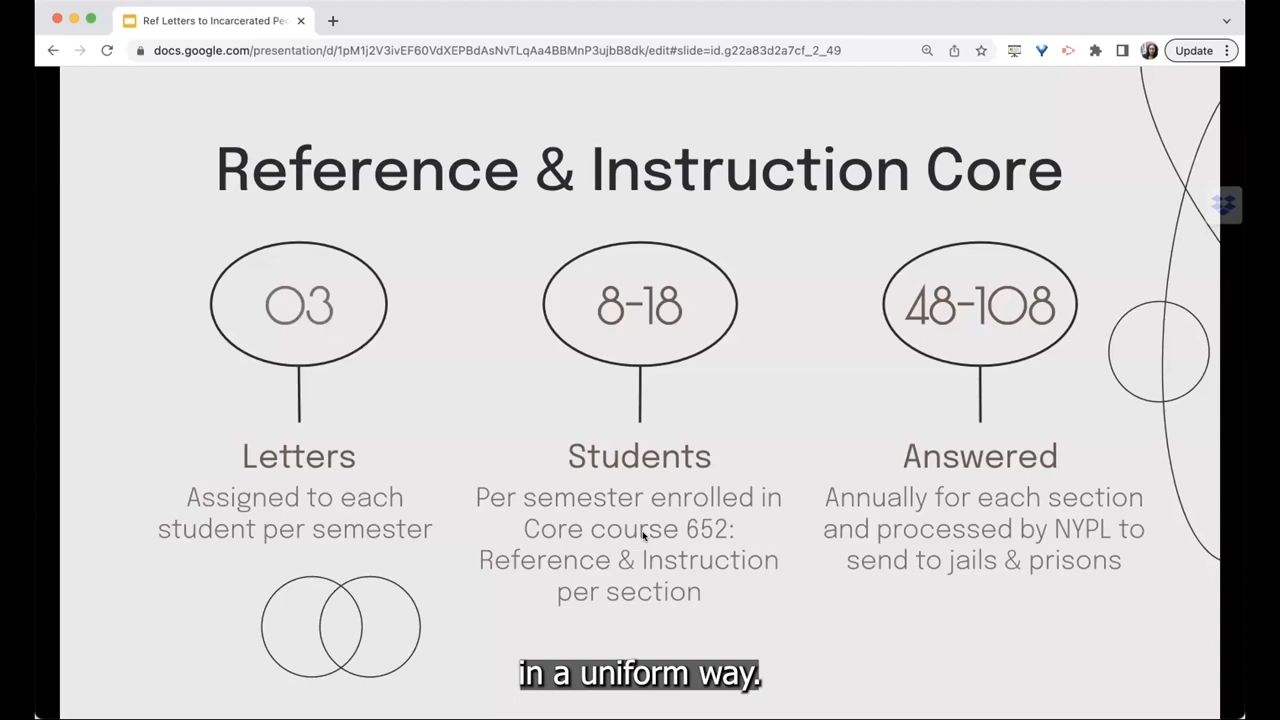 Ref Letters to Incarcerated Pe
docs.google.com/presentation/d/1pM1j2V3ivEF60VdXEPBdAsNvTLqAa4BBMnP3ujbB8dk/edit#slide=id.g22a83d2a7cf_2_49
Update
Reference & Instruction Core
03
8-18
48-108
Letters
Students
Answered
Assigned to each
student per semester
Per semester enrolled in
Core course 652:
Reference & Instruction
per section
Annually for each section
and processed by NYPL to
send to jails & prisons
in a uniform way.